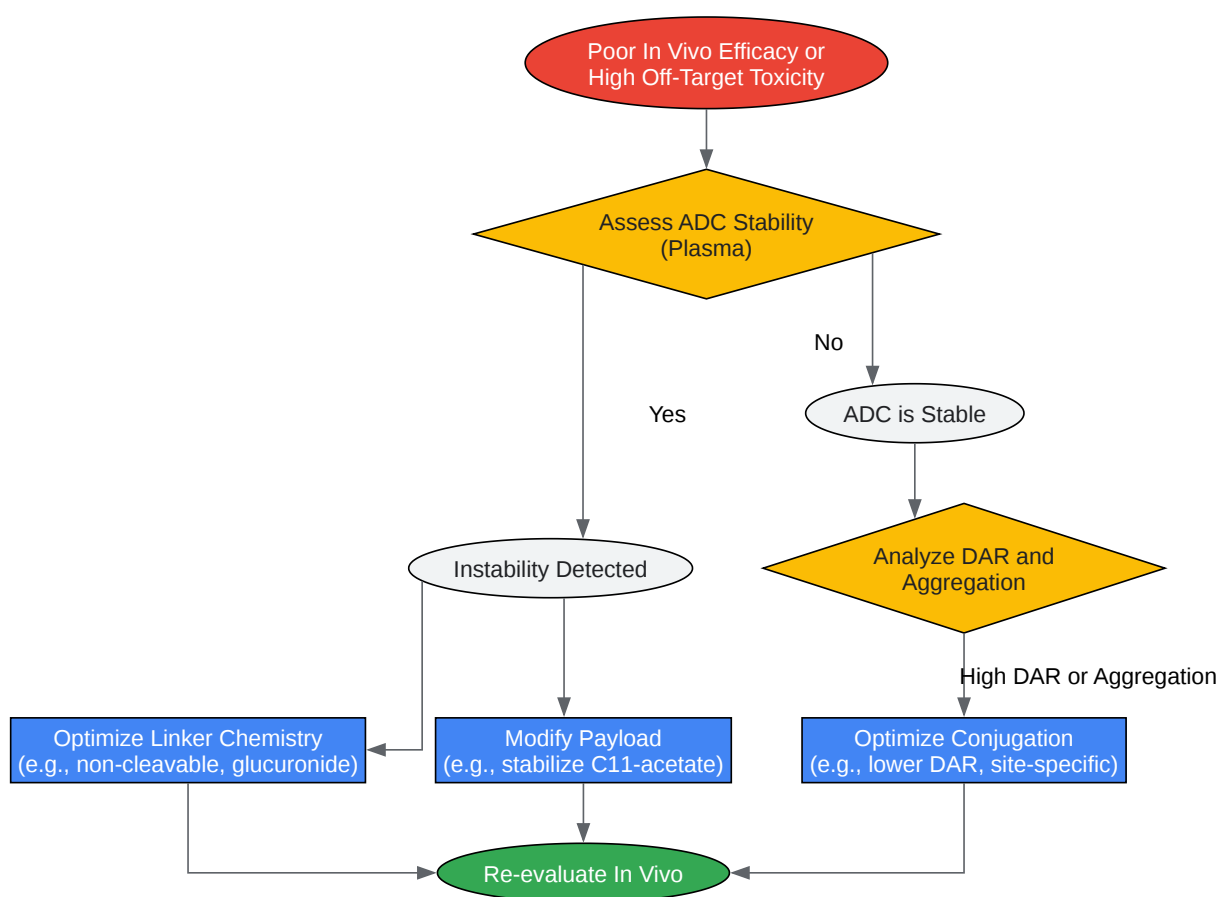 Poor In Vivo Efficacy or
High Off-Target Toxicity
Assess ADC Stability
(Plasma)
No
Yes
ADC is Stable
Instability Detected
Analyze DAR and
Aggregation
High DAR or Aggregation
Optimize Linker Chemistry
(e.g., non-cleavable, glucuronide)
Modify Payload
(e.g., stabilize C11-acetate)
Optimize Conjugation
(e.g., lower DAR, site-specific)
Re-evaluate In Vivo